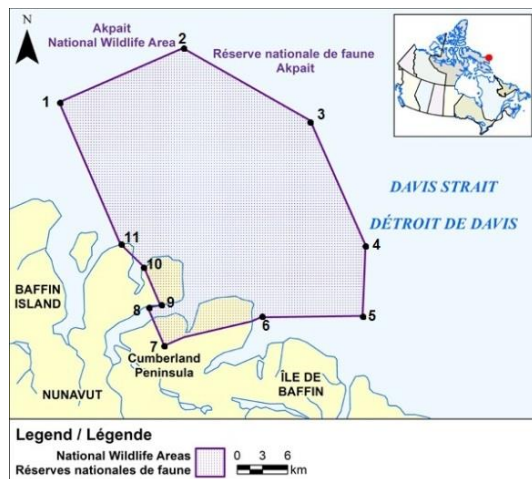 N
Akpait
National Wildlife Area
Réserve nationale de faune
Akpait
2
1
3
DAVIS STRAIT
DÉTROIT DE DAVIS
4
11
10
BAFFIN
ISLAND
9
8
6
5
7
Cumberland
Peninsula
ÎLE DE
BAFFIN
NUNAVUT
Legend / Légende
National Wildlife Areas
Réserves nationales de faune
0 3 6
km